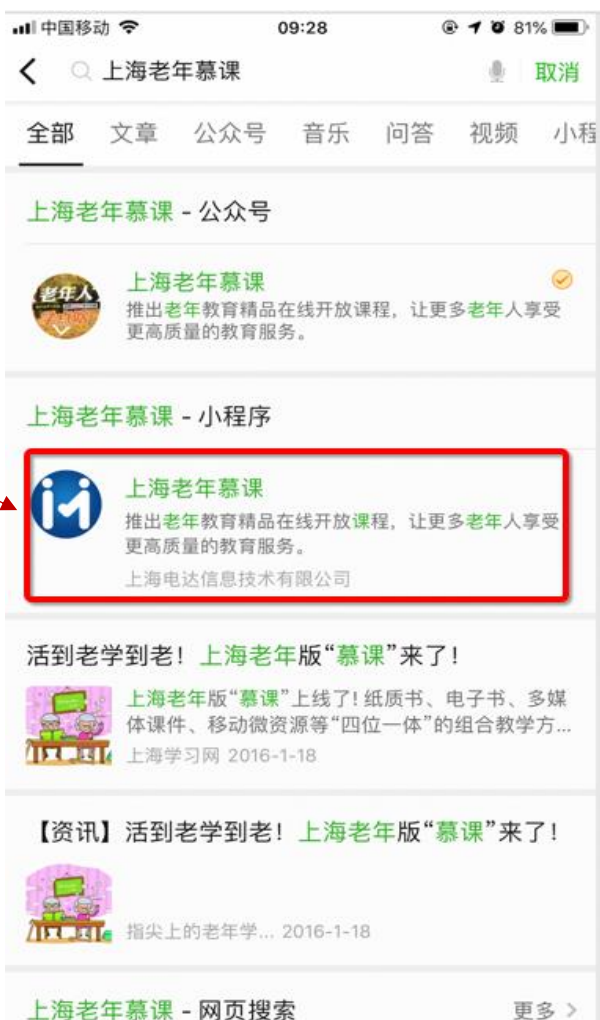 中国移动 09:28 81%
上海老年慕课 取消
全部 文章 公众号 音乐 问答 视频 小程
上海老年慕课 - 公众号
老年人
上海老年慕课
推出老年教育精品在线开放课程，让更多老年人享受
更高质量的教育服务。
上海老年慕课 - 小程序
上海老年慕课
推出老年教育精品在线开放课程，让更多老年人享受
更高质量的教育服务。
上海电达信息技术有限公司
活到老学到老！上海老年版“慕课”来了！
上海老年版“慕课”上线了！纸质书、电子书、多媒
体课件、移动微资源等“四位一体”的组合教学方...
上海学习网 2016-1-18
【资讯】活到老学到老！上海老年版“慕课”来了！
指尖上的老年学... 2016-1-18
上海老年慕课 - 网页搜索 更多 >